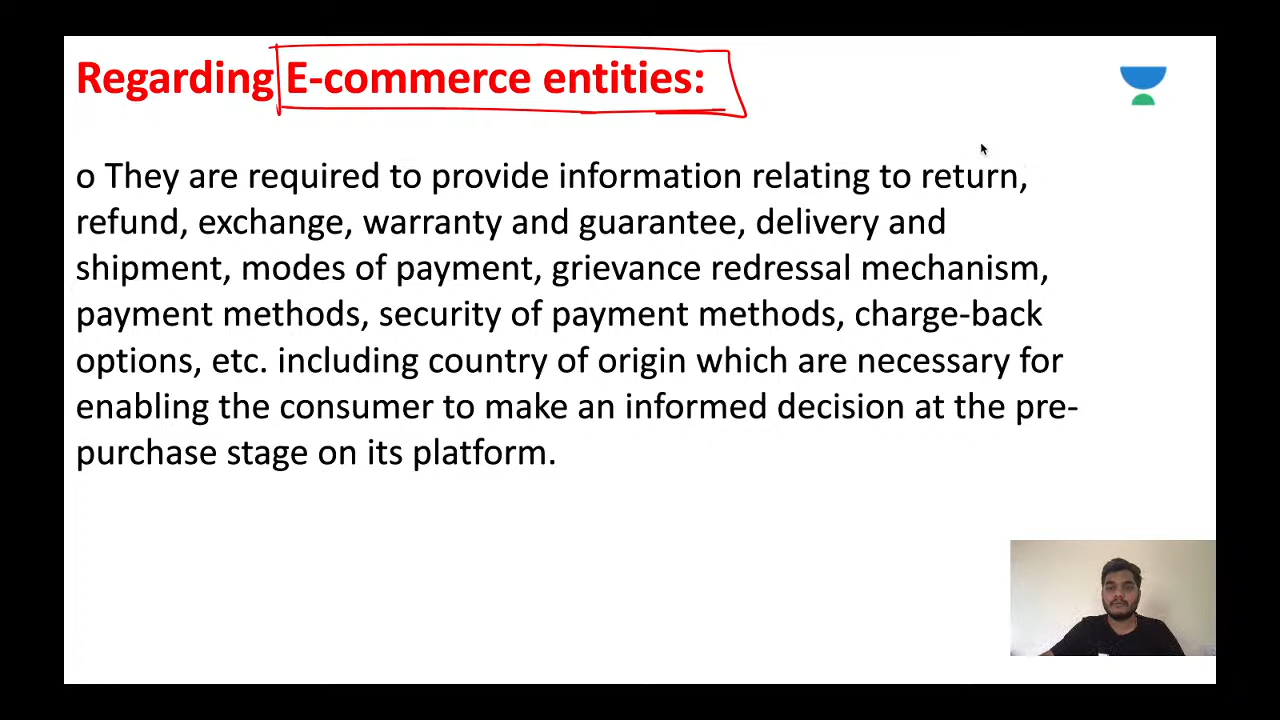 Regarding E-commerce entities:
o They are required to provide information relating to return,
refund, exchange, warranty and guarantee, delivery and
shipment, modes of payment, grievance redressal mechanism,
payment methods, security of payment methods, charge-back
options, etc. including country of origin which are necessary for
enabling the consumer to make an informed decision at the pre-
purchase stage on its platform.